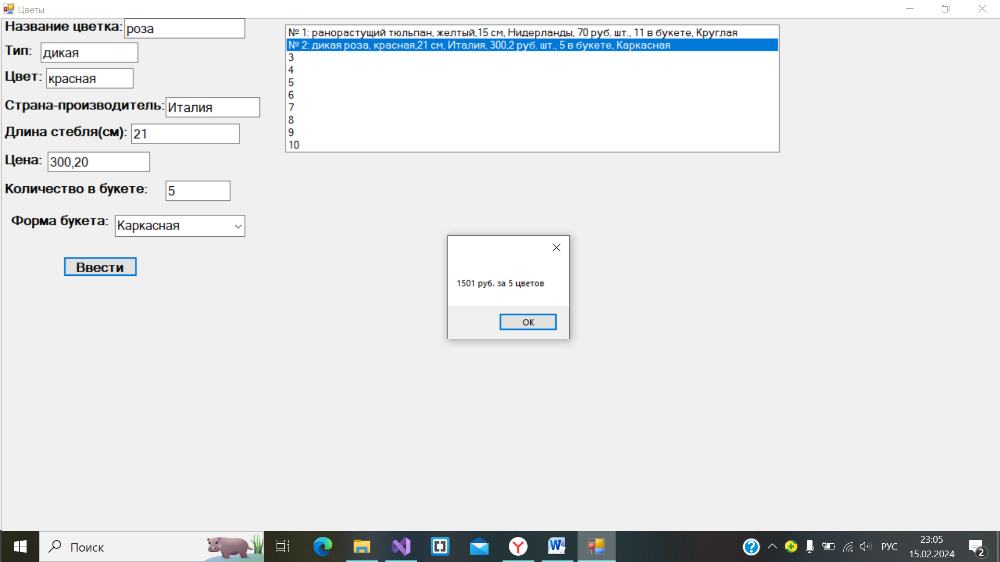 Цветы
Название цветка: роза
Тип: дикая
Цвет: красная
Страна-производитель: Италия
Длина стебля(см): 21
Цена: 300,20
Количество в букете: 5
Форма букета: Каркасная
Ввести
№ 1: ранорастущий тюльпан, желтый,15 см, Нидерланды, 70 руб. шт., 11 в букете, Круглая
№ 2: дикая роза, красная,21 см, Италия, 300,2 руб. шт., 5 в букете, Каркасная
3
4
5
6
7
8
9
10
1501 руб. за 5 цветов
OK
Поиск
РУС
23:05
15.02.2024
2